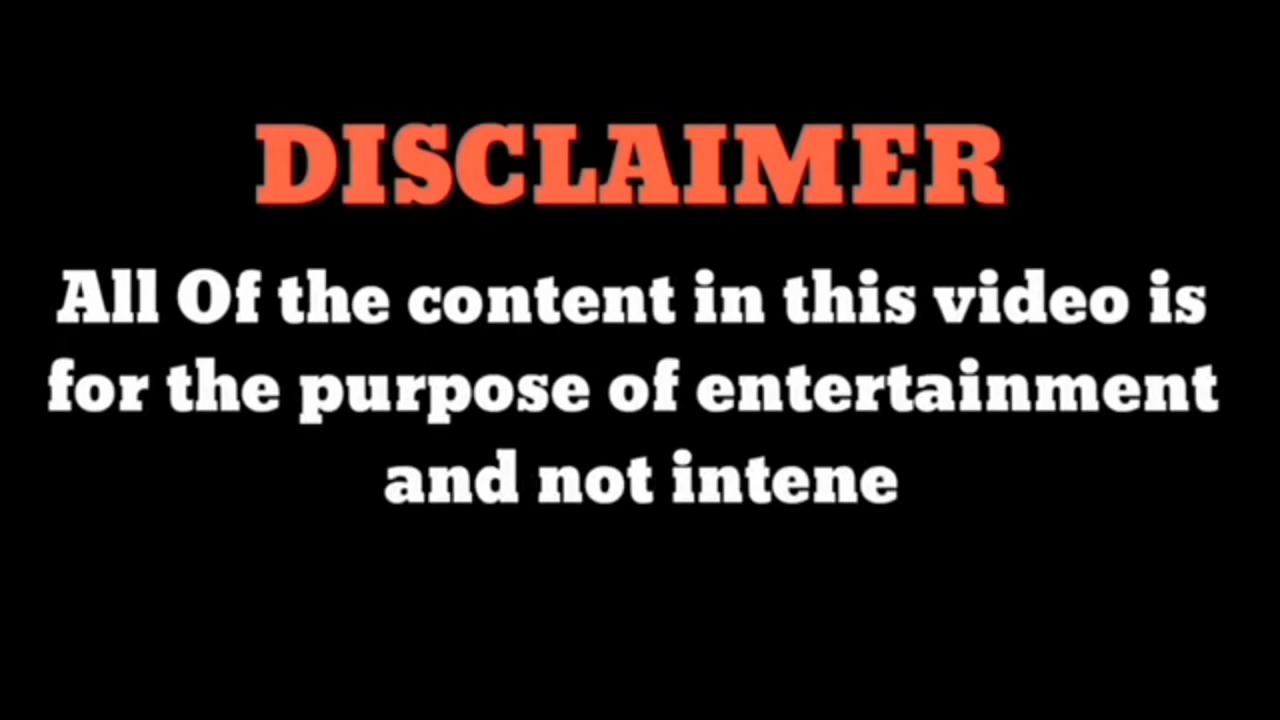 DISCLAIMER
All Of the content in this video is
for the purpose of entertainment
and not intene